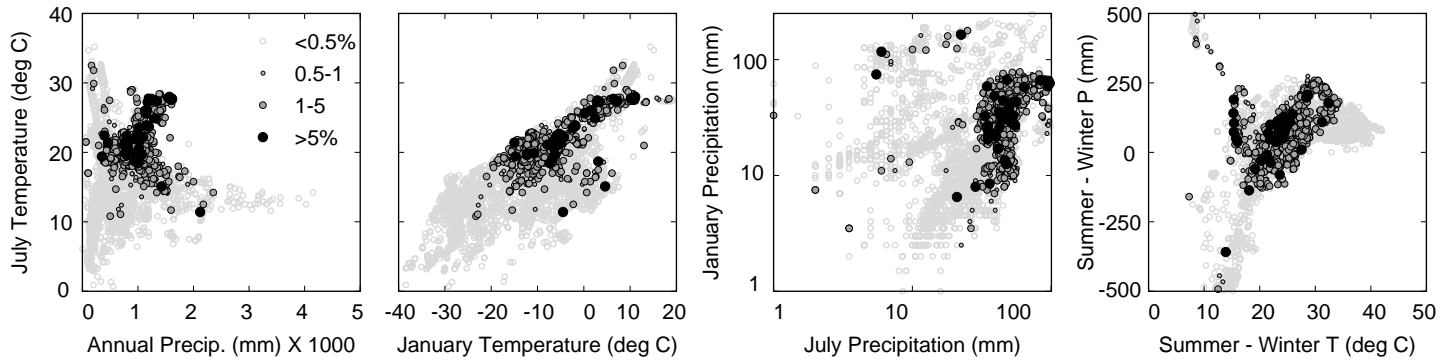 July Temperature (deg C)
40
30
20
10
0
0 1 2 3 4 5
Annual Precip. (mm) X 1000
<0.5%
0.5-1
1-5
>5%
-40 -30 -20 -10 0 10 20
January Temperature (deg C)
January Precipitation (mm)
100
10
1
1 10 100
July Precipitation (mm)
Summer - Winter P (mm)
500
250
0
-250
-500
0 10 20 30 40 50
Summer - Winter T (deg C)